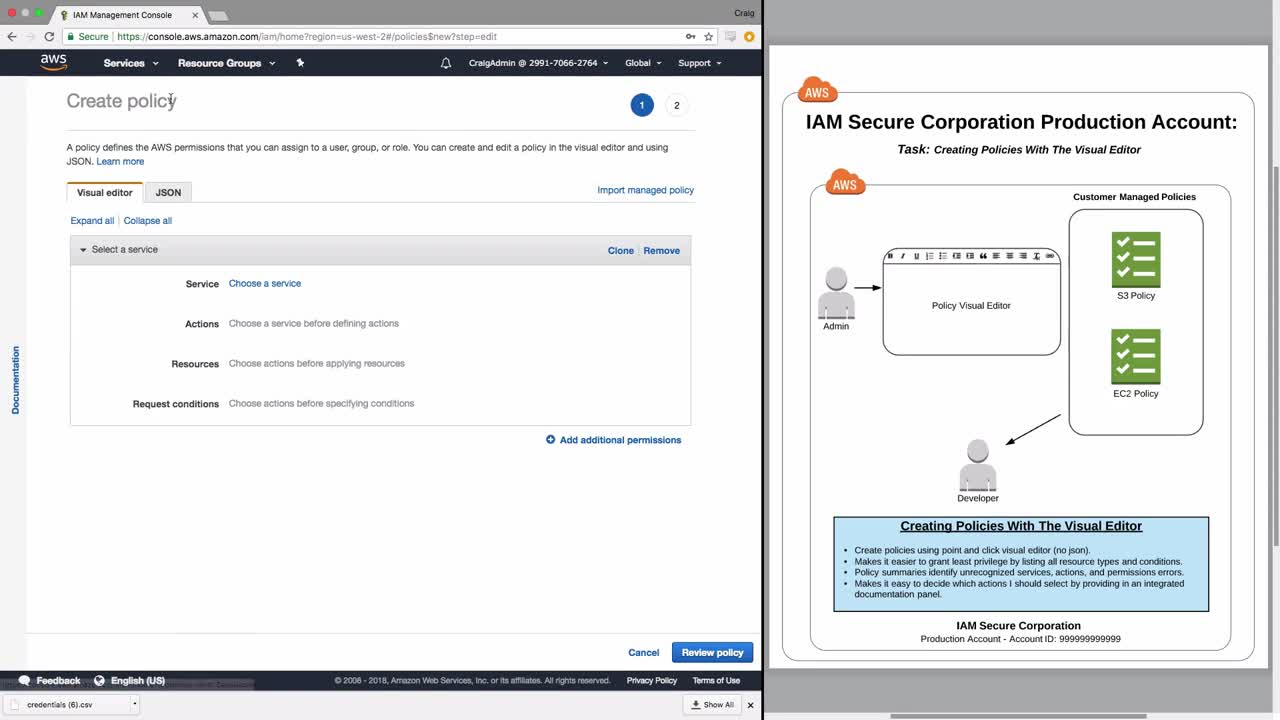 IAM Management Console
Craig
Secure
https://console.aws.amazon.com/iam/home?region=us-west-2#/policies$new?step=edit
aws
Services
Resource Groups
CraigAdmin @ 2991-7066-2764
Global
Support
Create policy
1
2
A policy defines the AWS permissions that you can assign to a user, group, or role. You can create and edit a policy in the visual editor and using
JSON. Learn more
Visual editor
JSON
Import managed policy
Expand all
Collapse all
Select a service
Clone
Remove
Service
Choose a service
Actions
Choose a service before defining actions
Resources
Choose actions before applying resources
Request conditions
Choose actions before specifying conditions
Add additional permissions
Documentation
Cancel
Review policy
Feedback
English (US)
© 2008 - 2018, Amazon Web Services, Inc. or its affiliates. All rights reserved.
Privacy Policy
Terms of Use
credentials (6).csv
Show All
AWS
IAM Secure Corporation Production Account:
Task: Creating Policies With The Visual Editor
AWS
Customer Managed Policies
Policy Visual Editor
Admin
S3 Policy
EC2 Policy
Developer
Creating Policies With The Visual Editor
• Create policies using point and click visual editor (no json).
• Makes it easier to grant least privilege by listing all resource types and conditions.
• Policy summaries identify unrecognized services, actions, and permissions errors.
• Makes it easy to decide which actions I should select by providing in an integrated
documentation panel.
IAM Secure Corporation
Production Account - Account ID: 999999999999